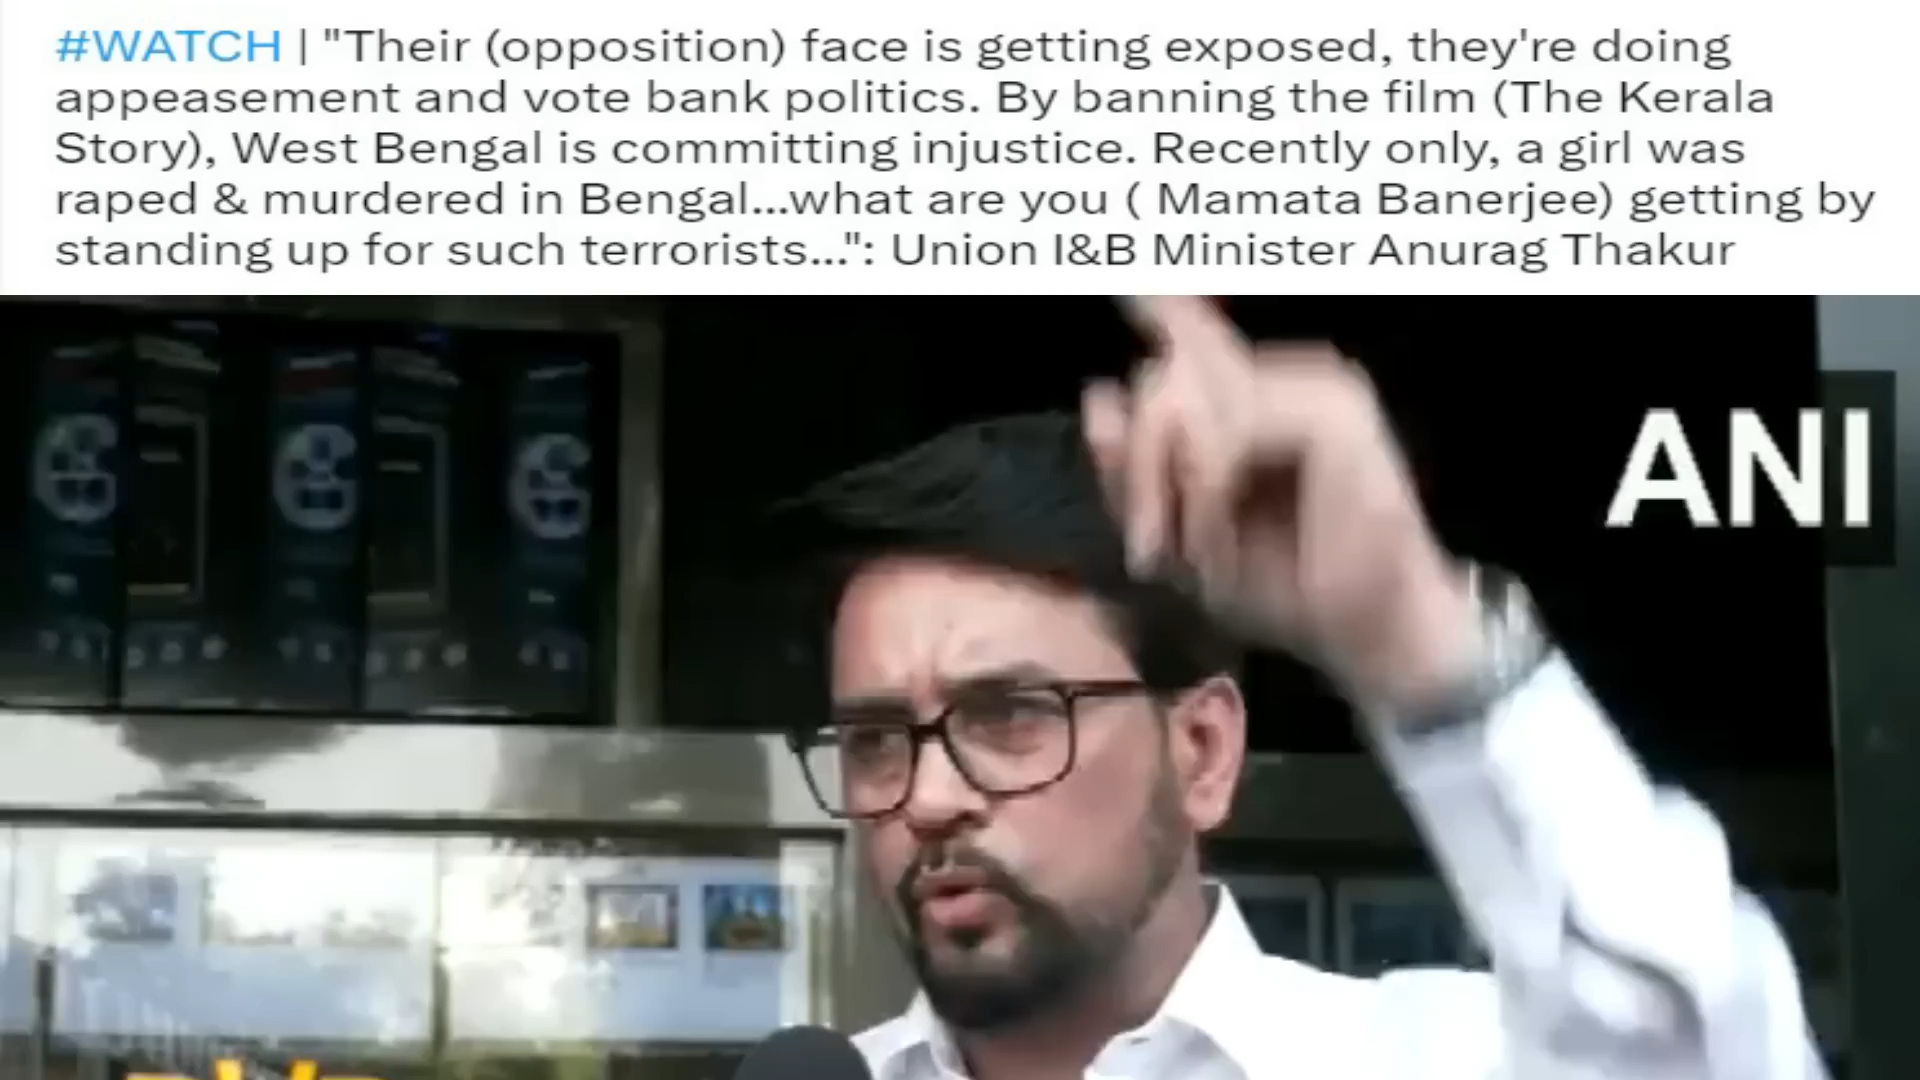 #WATCH | "Their (opposition) face is getting exposed, they're doing
appeasement and vote bank politics. By banning the film (The Kerala
Story), West Bengal is committing injustice. Recently only, a girl was
raped & murdered in Bengal...what are you ( Mamata Banerjee) getting by
standing up for such terrorists...": Union I&B Minister Anurag Thakur
ANI